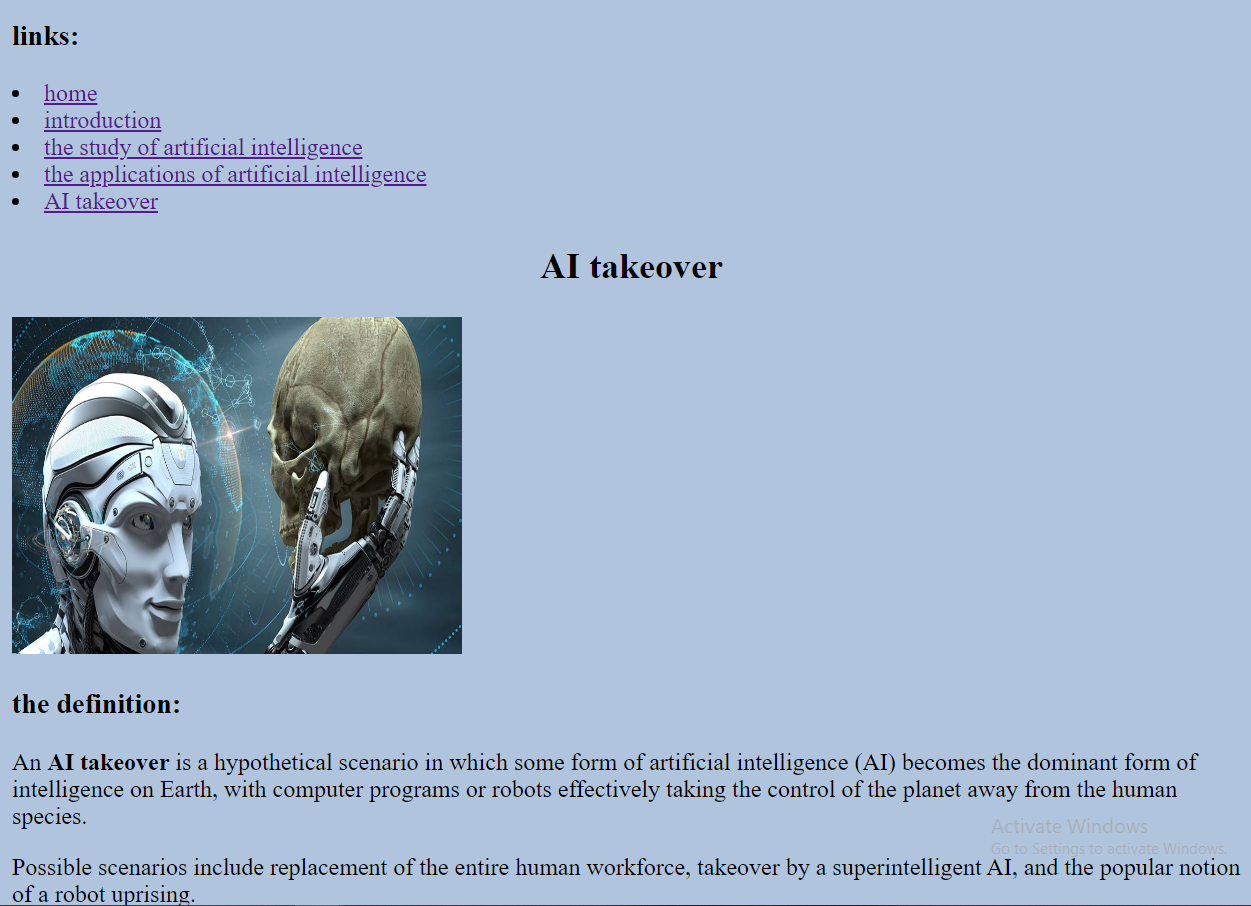 links:
home
introduction
the study of artificial intelligence
the applications of artificial intelligence
AI takeover
AI takeover
the definition:
An AI takeover is a hypothetical scenario in which some form of artificial intelligence (AI) becomes the dominant form of
intelligence on Earth, with computer programs or robots effectively taking the control of the planet away from the human
species.
Activate Windows
Go to Settings to activate Windows.
Possible scenarios include replacement of the entire human workforce, takeover by a superintelligent AI, and the popular notion
of a robot uprising.